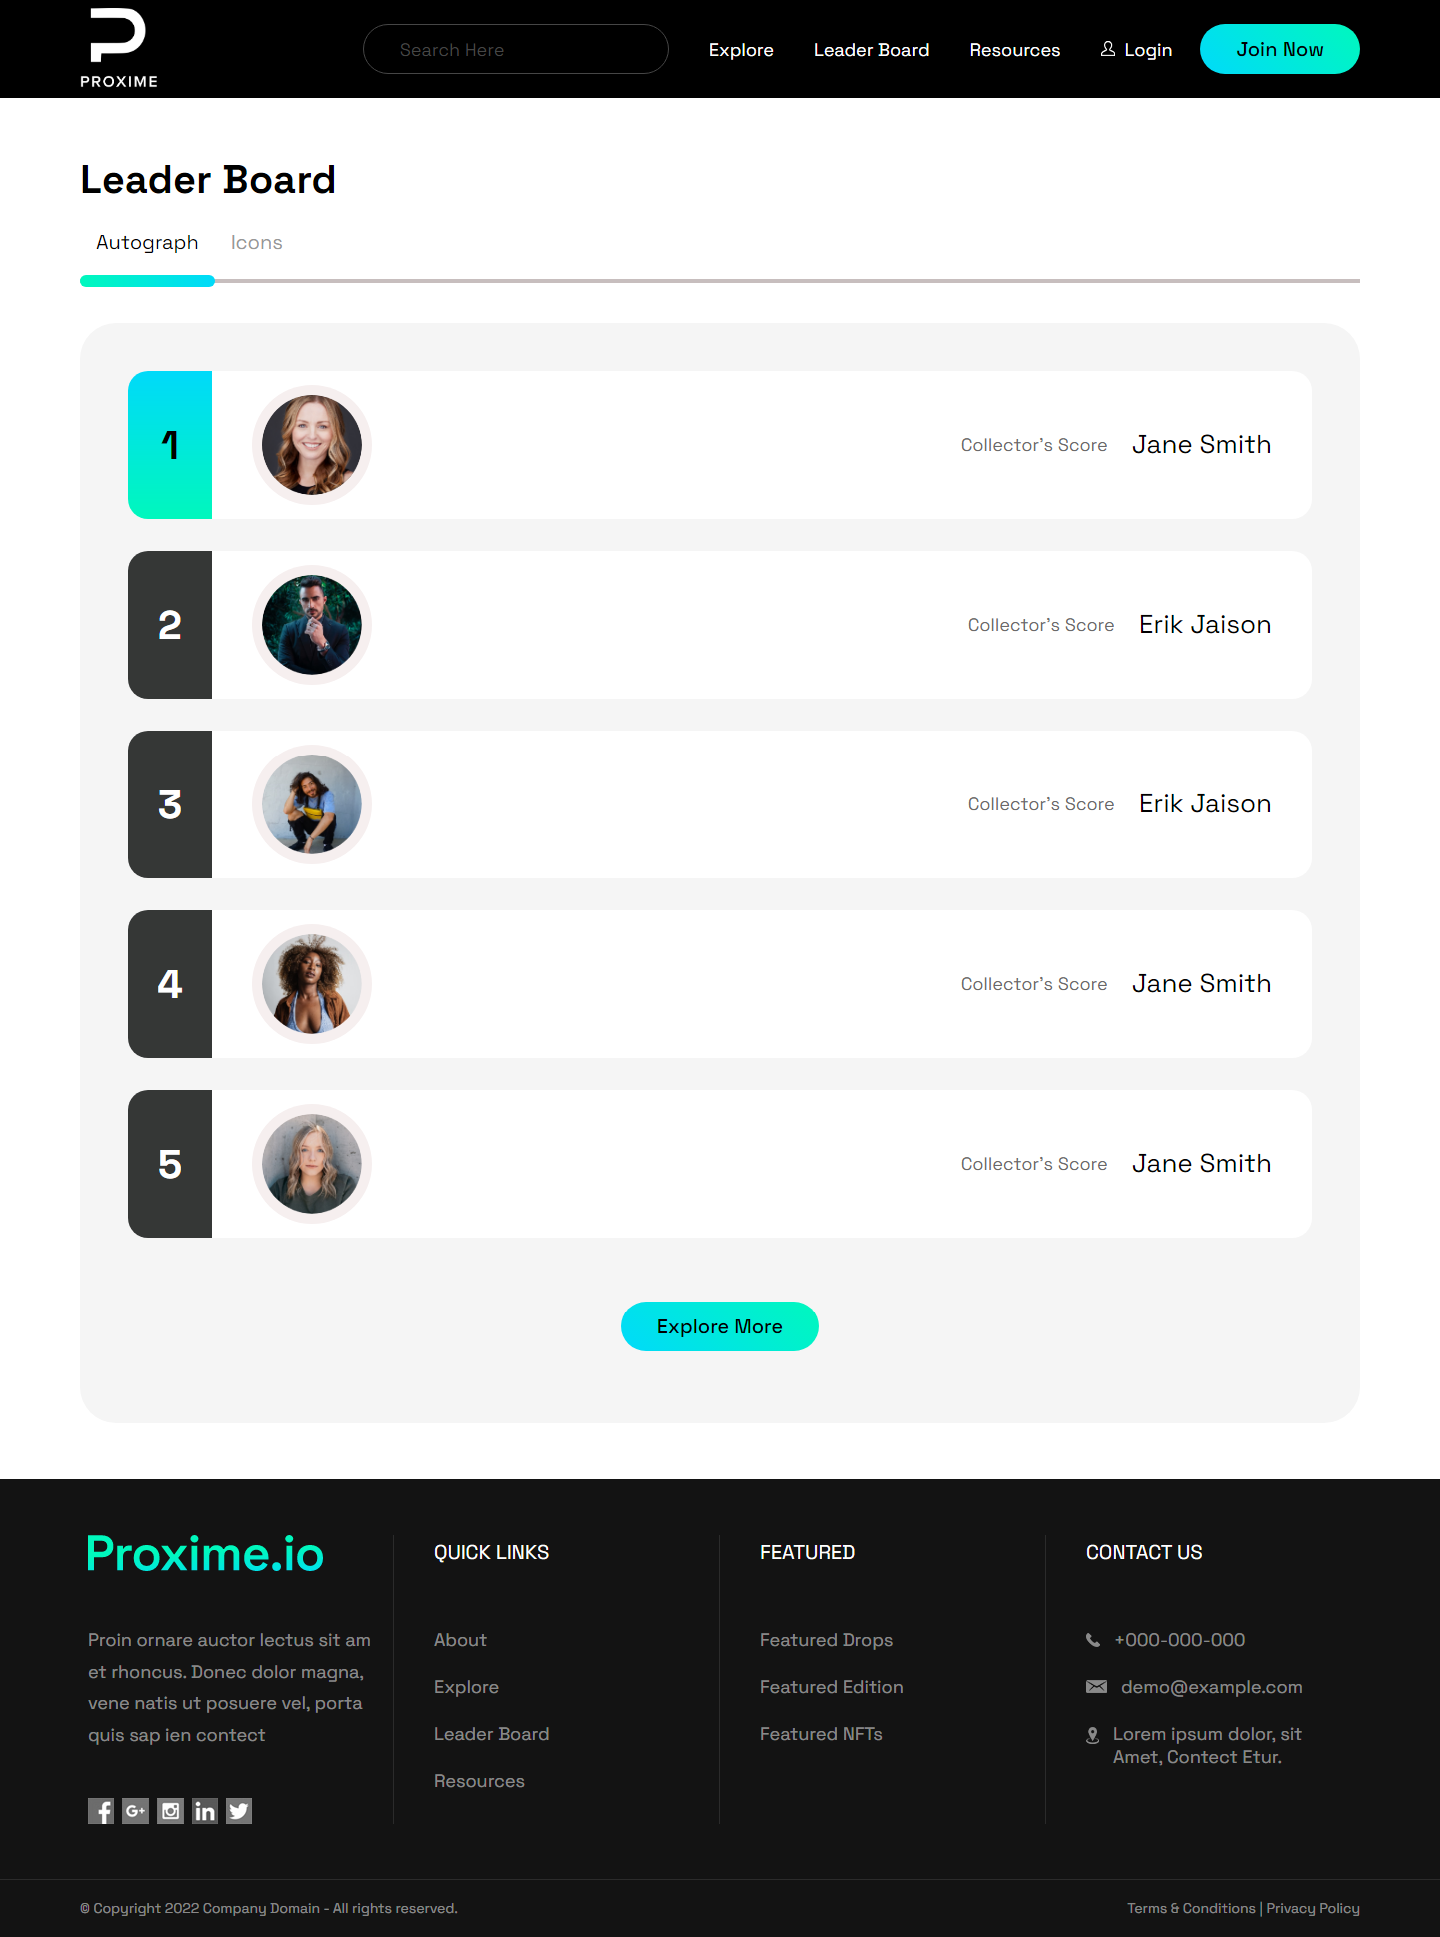 PROXIME
Search Here
Explore
Leader Board
Resources
Login
Join Now
Leader Board
Autograph
Icons
1
Collector's Score
Jane Smith
2
Collector's Score
Erik Jaison
3
Collector's Score
Erik Jaison
4
Collector's Score
Jane Smith
5
Collector's Score
Jane Smith
Explore More
Proxime.io
Proin ornare auctor lectus sit am
et rhoncus. Donec dolor magna,
vene natis ut posuere vel, porta
quis sap ien contect
QUICK LINKS
About
Explore
Leader Board
Resources
FEATURED
Featured Drops
Featured Edition
Featured NFTs
CONTACT US
+000-000-000
demo@example.com
Lorem ipsum dolor, sit
Amet, Contect Etur.
© Copyright 2022 Company Domain - All rights reserved.
Terms & Conditions | Privacy Policy